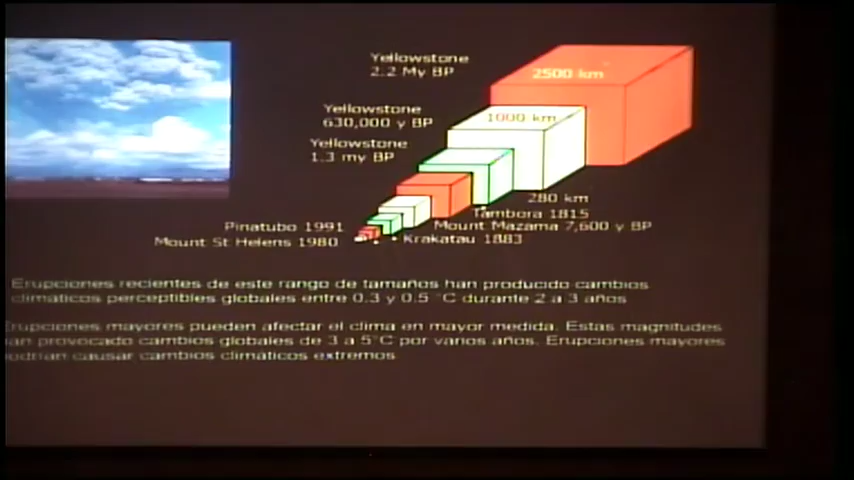 Yellowstone
2.2 My BP
2500 km
Yellowstone
630,000 y BP
1000 km
Yellowstone
1.3 my BP
280 km
Tambora 1815
Pinatubo 1991
Mount Mazama 7,600 y BP
Mount St Helens 1980
Krakatau 1883
Erupciones recientes de este rango de tamaños han producido cambios
climáticos perceptibles globales entre 0.3 y 0.5 °C durante 2 a 3 años
Erupciones mayores pueden afectar el clima en mayor medida. Estas magnitudes
an provocado cambios globales de 3 a 5°C por varios años. Erupciones mayores
podrían causar cambios climáticos extremos